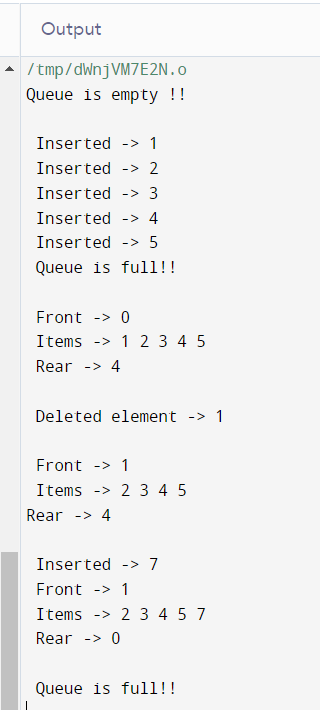 Output
/tmp/dWnjVM7E2N.o
Queue is empty !!
Inserted -> 1
Inserted -> 2
Inserted -> 3
Inserted -> 4
Inserted -> 5
Queue is full!!
Front -> 0
Items -> 1 2 3 4 5
Rear -> 4
Deleted element -> 1
Front -> 1
Items -> 2 3 4 5
Rear -> 4
Inserted -> 7
Front -> 1
Items -> 2 3 4 5 7
Rear -> 0
Queue is full!!